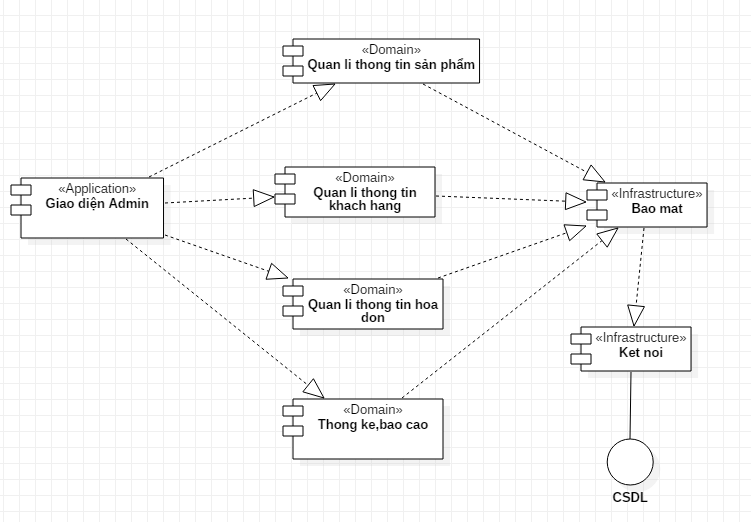 «Domain»
Quan li thong tin sản phẩm
«Application»
Giao diện Admin
«Domain»
Quan li thong tin
khach hang
«Infrastructure»
Bao mat
«Domain»
Quan li thong tin hoa
don
«Infrastructure»
Ket noi
«Domain»
Thong ke,bao cao
CSDL